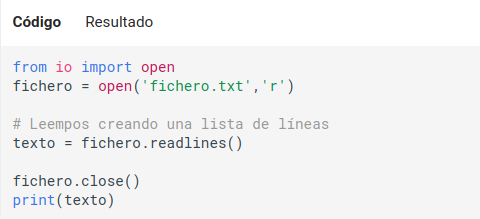 Código Resultado
from io import open
fichero = open('fichero.txt','r')
# Leempos creando una lista de líneas
texto = fichero.readlines()
fichero.close()
print(texto)